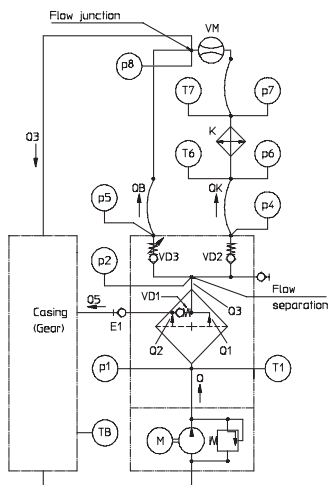 Flow junction
VM
p8
T7
p7
K
Q3
T6
p6
QB
QK
p5
p4
VD3
VD2
p2
Flow
separation
VD1
Q3
Q5
Casing
(Gear)
E1
Q2
Q1
p1
T1
Q
TB
M